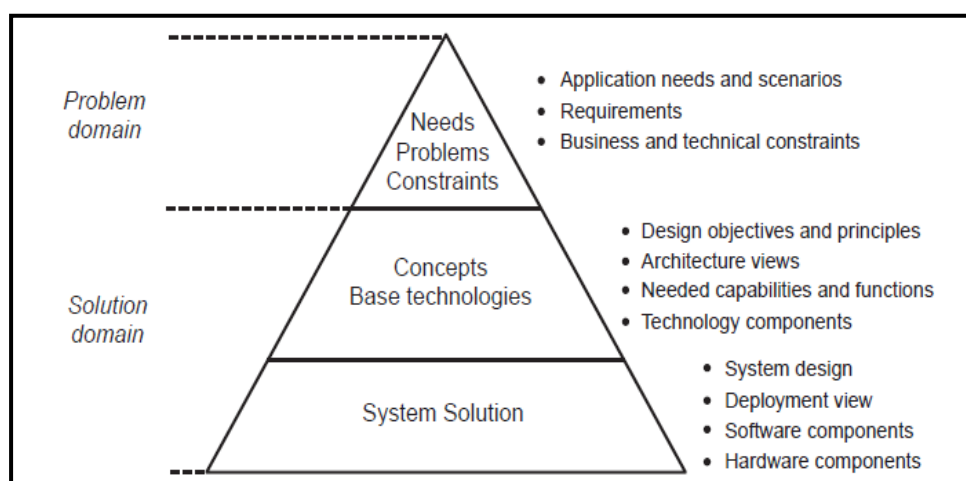 Problem
domain
Needs
Problems
Constraints
• Application needs and scenarios
• Requirements
• Business and technical constraints
Solution
domain
Concepts
Base technologies
• Design objectives and principles
• Architecture views
• Needed capabilities and functions
• Technology components
System Solution
• System design
• Deployment view
• Software components
• Hardware components